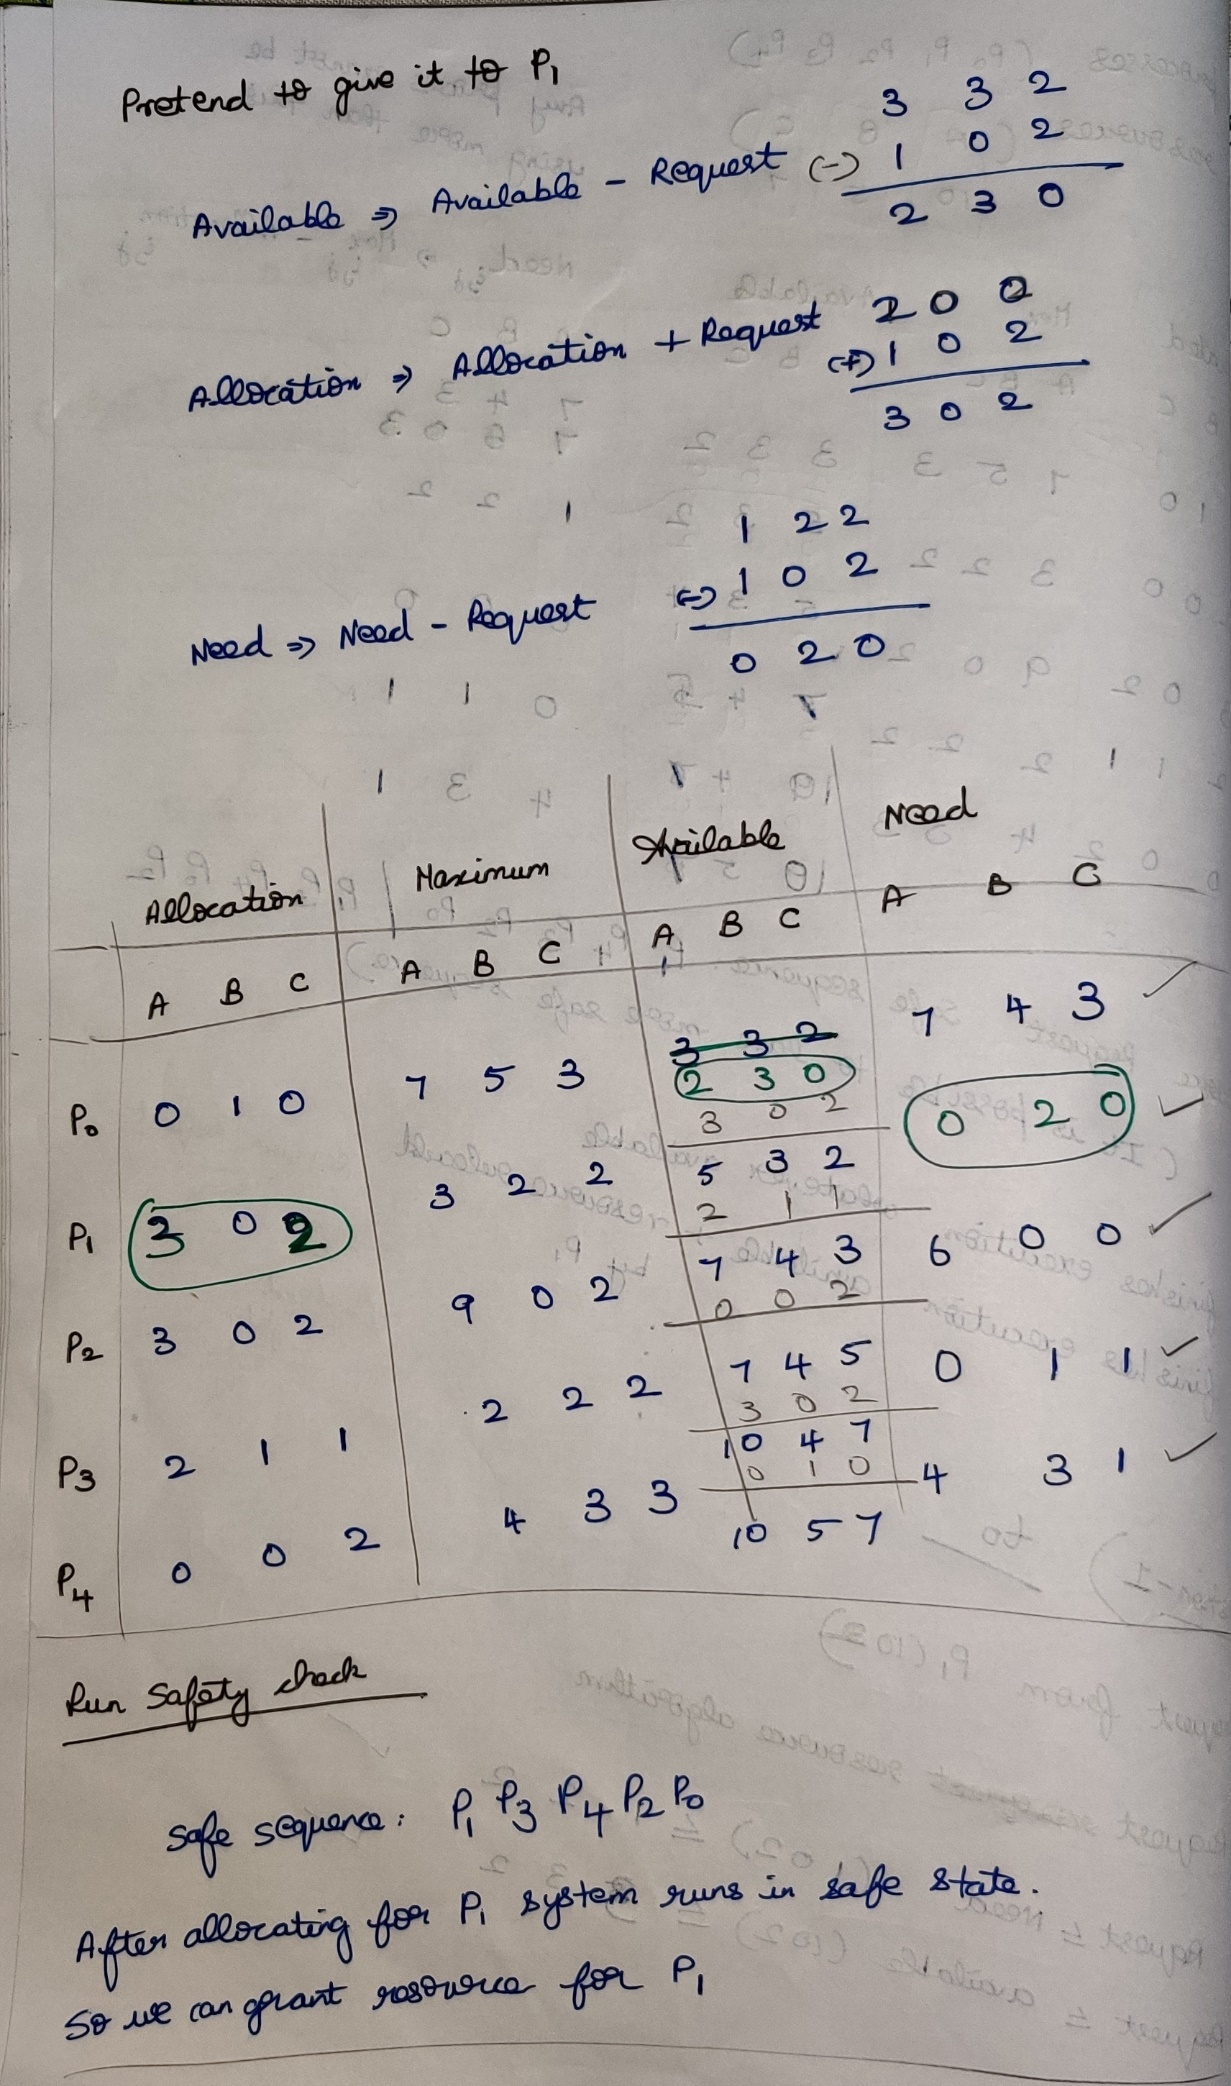 Pretend to give it to P1
3 3 2
Available ⇒ Available - Request (-) 1 0 2
2 3 0
2 0 0
Allocation ⇒ Allocation + Request (+) 1 0 2
3 0 2
1 2 2
Need ⇒ Need - Request (-) 1 0 2
0 2 0
Allocation Maximum Available Need
A B C A B C A B C A B C
P0 0 1 0 7 5 3 3 3 2 7 4 3 ✓
2 3 0
3 0 2
P1 3 0 2 3 2 2 5 3 2 0 2 0 ✓
2 1 1
P2 3 0 2 9 0 2 7 4 3 6 0 0 ✓
0 0 2
P3 2 1 1 2 2 2 7 4 5 0 1 1 ✓
3 0 2
P4 0 0 2 4 3 3 10 4 7 4 3 1 ✓
0 1 0
10 5 7
Run Safety check
Safe sequence: P1 P3 P4 P2 P0
After allocating for P1 system runs in safe state.
So we can grant resource for P1